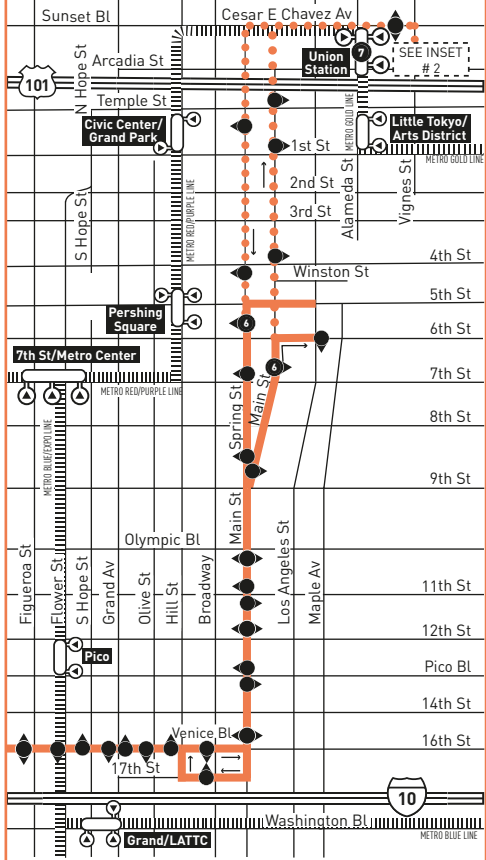 Sunset Bl
Cesar E Chavez Av
N Hope St
Arcadia St
Union
Station
7
SEE INSET
# 2
101
Temple St
METRO GOLD LINE
Civic Center/
Grand Park
Little Tokyo/
Arts District
1st St
METRO GOLD LINE
2nd St
3rd St
S Hope St
METRO RED/PURPLE LINE
Alameda St
Vignes St
4th St
Winston St
5th St
Pershing
Square
6
6th St
7th St/Metro Center
6
7th St
METRO RED/PURPLE LINE
Spring St
Main St
8th St
METRO BLUE/EXPO LINE
9th St
Main St
Olympic Bl
Figueroa St
Flower St
S Hope St
Grand Av
Olive St
Hill St
Broadway
Los Angeles St
Maple Av
11th St
12th St
Pico
Pico Bl
14th St
Venice Bl
16th St
17th St
10
Washington Bl
METRO BLUE LINE
Grand/LATTC